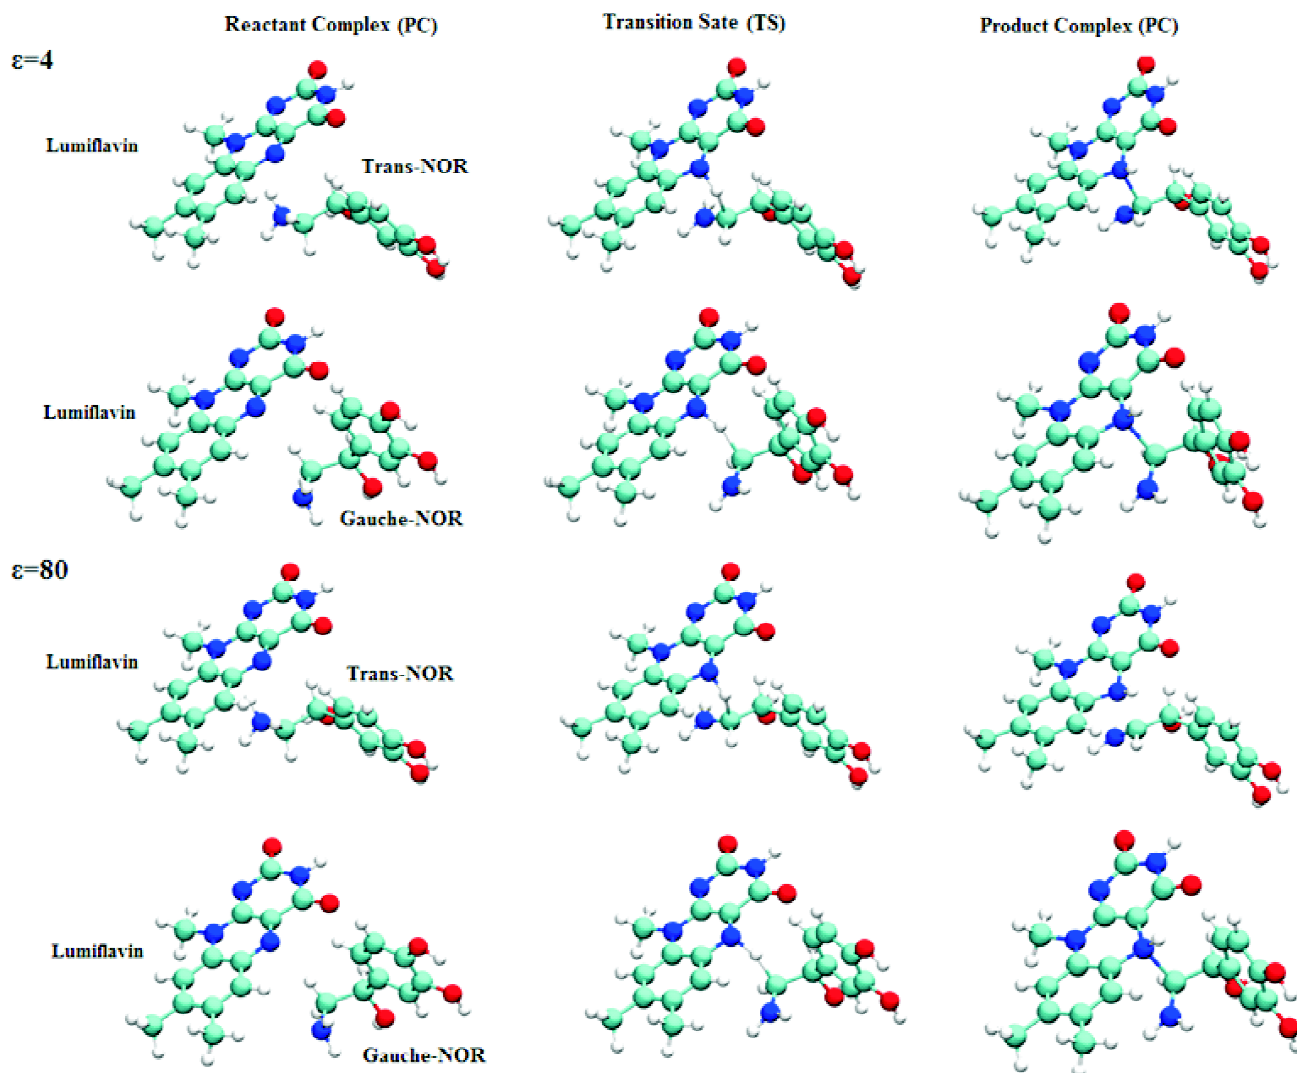 Reactant Complex (PC) Transition Sate (TS) Product Complex (PC)
ε=4
Lumiflavin
Trans-NOR
Lumiflavin
Gauche-NOR
ε=80
Lumiflavin
Trans-NOR
Lumiflavin
Gauche-NOR